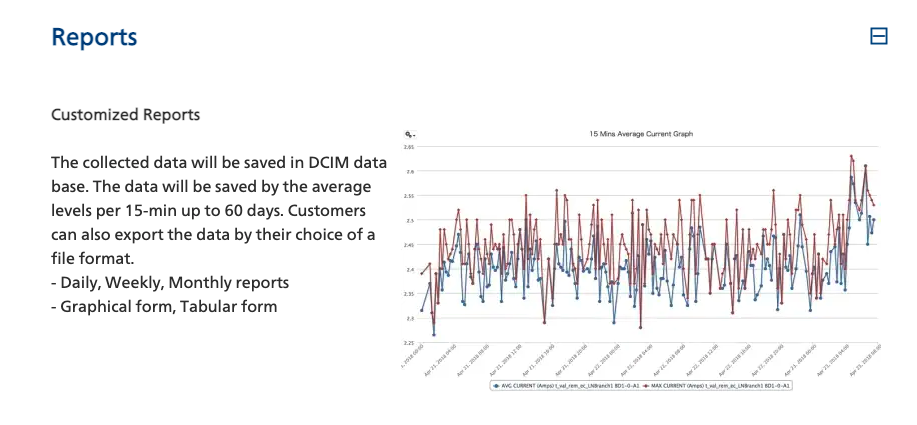 Reports
Customized Reports
The collected data will be saved in DCIM data
base. The data will be saved by the average
levels per 15-min up to 60 days. Customers
can also export the data by their choice of a
file format.
- Daily, Weekly, Monthly reports
- Graphical form, Tabular form
15 Mins Average Current Graph
2.65
2.6
2.55
2.5
2.45
2.4
2.35
2.3
2.25
AVG CURRENT (Amps) t_val_rem_ec_LNBranch1 BD1-0-A1
MAX CURRENT (Amps) t_val_rem_ec_LNBranch1 BD1-0-A1